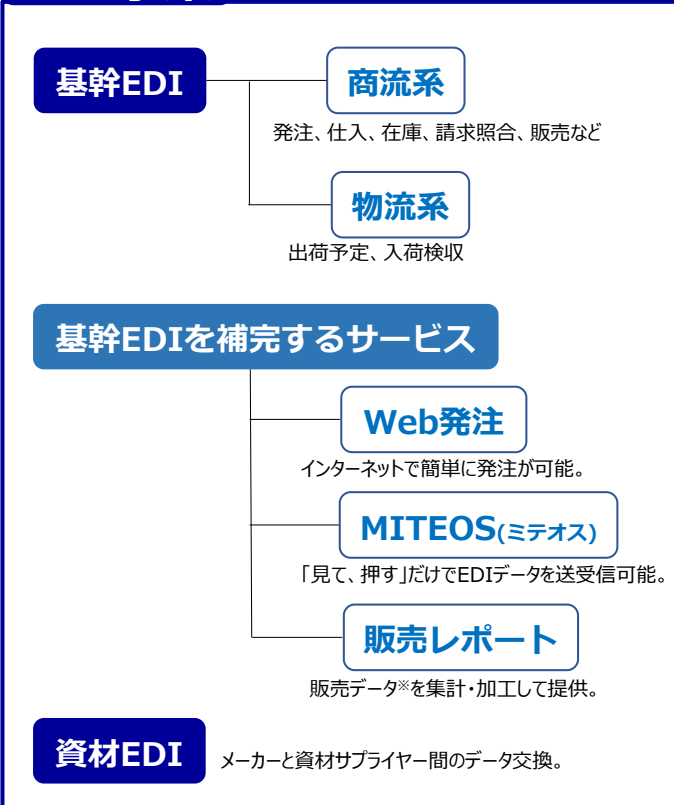 基幹EDI
商流系
発注、仕入、在庫、請求照合、販売など
物流系
出荷予定、入荷検収
基幹EDIを補完するサービス
Web発注
インターネットで簡単に発注が可能。
MITEOS(ミテオス)
「見て、押す」だけでEDIデータを送受信可能。
販売レポート
販売データ※を集計・加工して提供。
資材EDI
メーカーと資材サプライヤー間のデータ交換。